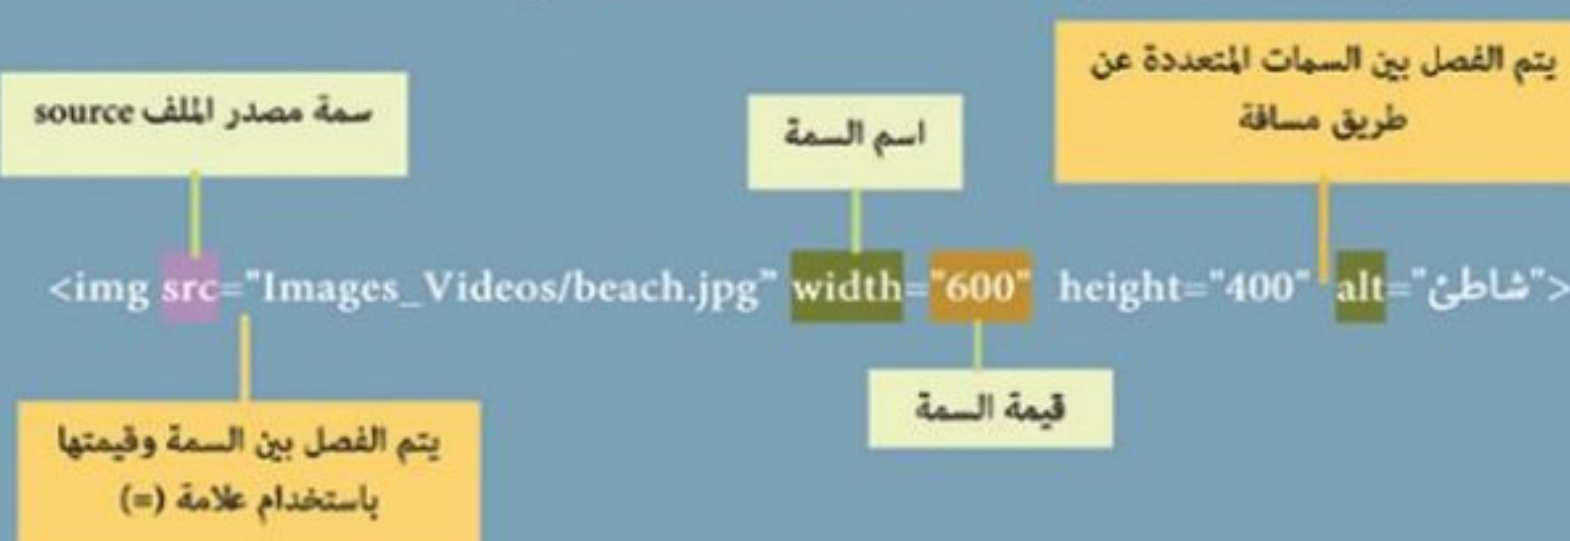 يتم الفصل بين السمات المتعددة عن
طريق مسافة
سمة مصدر الملف source
اسم السمة
<img src="Images_Videos/beach.jpg” width="600" height="400" alt="شاطئ">
قيمة السمة
يتم الفصل بين السمة وقيمتها
باستخدام علامة (=)